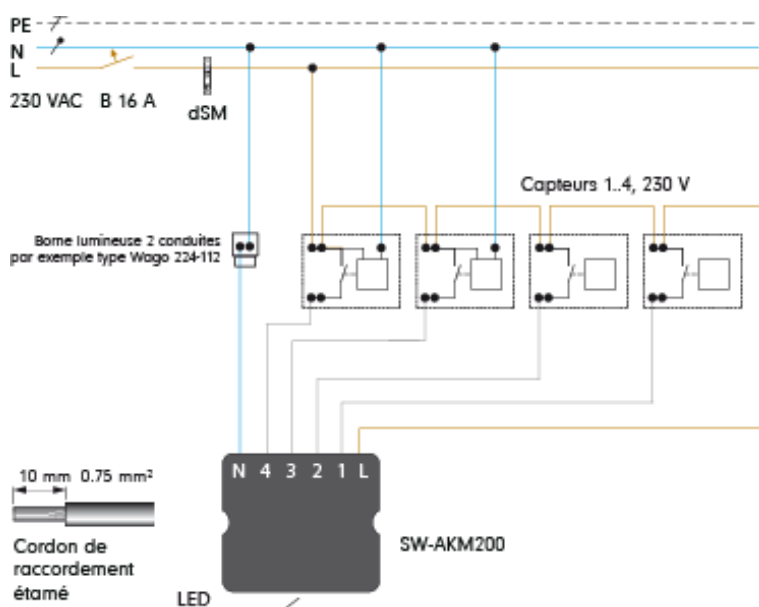 PE
N
L
230 VAC B 16 A
dSM
Capteurs 1..4, 230 V
Borne lumineuse 2 conduites
par exemple type Wago 224-112
N 4 3 2 1 L
10 mm 0.75 mm²
SW-AKM200
Cordon de
raccordement
étamé
LED